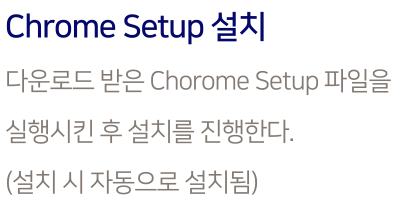 Chrome Setup 설치
다운로드 받은 Chorome Setup 파일을
실행시킨 후 설치를 진행한다.
(설치 시 자동으로 설치됨)